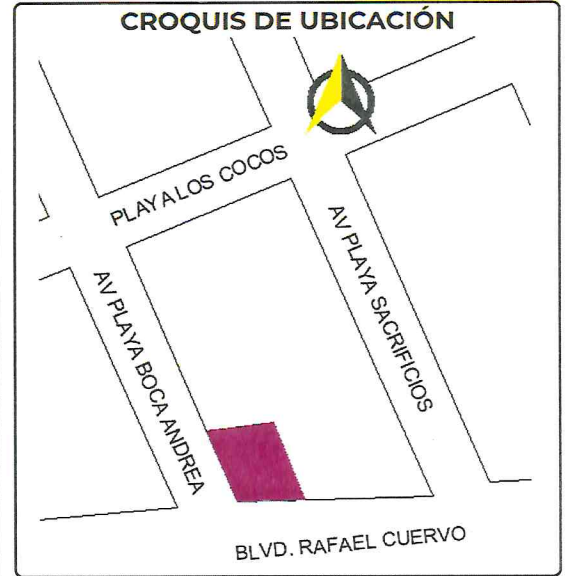 CROQUIS DE UBICACIÓN
PLAYA LOS COCOS
AV PLAYA SACRIFICIOS
AV PLAYA BOCA ANDREA
BLVD. RAFAEL CUERVO